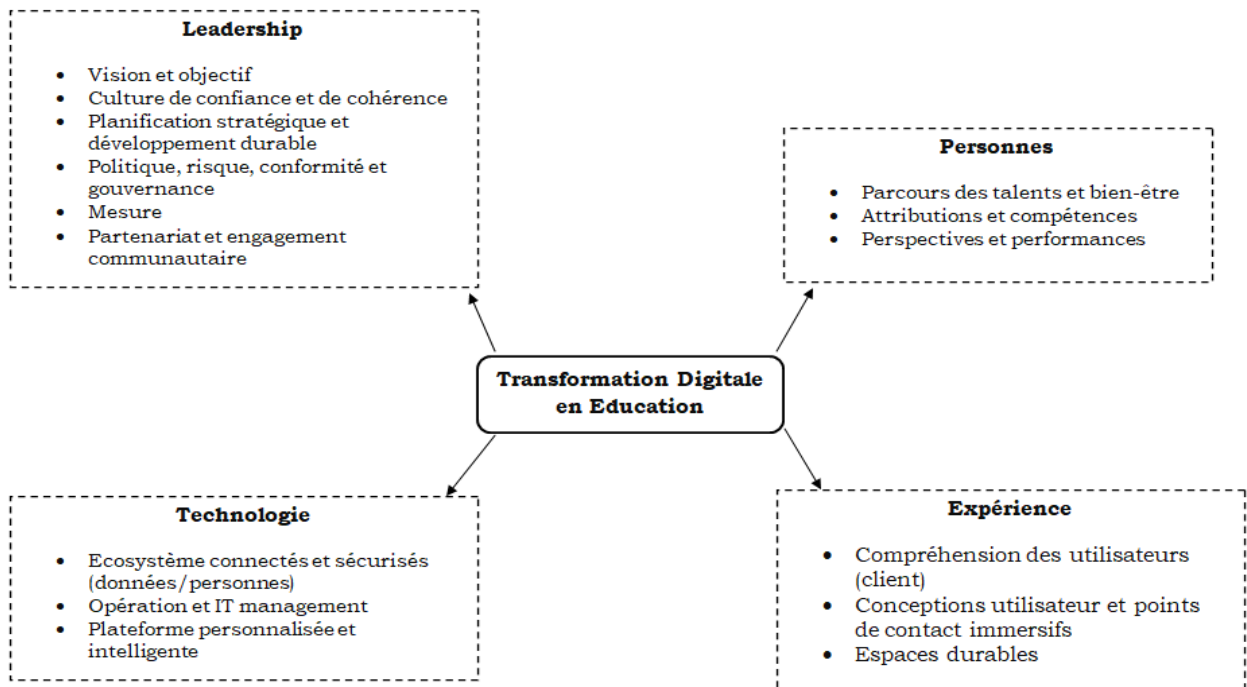 Leadership
• Vision et objectif
• Culture de confiance et de cohérence
• Planification stratégique et
développement durable
• Politique, risque, conformité et
gouvernance
• Mesure
• Partenariat et engagement
communautaire
Personnes
• Parcours des talents et bien-être
• Attributions et compétences
• Perspectives et performances
Transformation Digitale
en Education
Technologie
• Ecosystème connectés et sécurisés
(données/personnes)
• Opération et IT management
• Plateforme personnalisée et
intelligente
Expérience
• Compréhension des utilisateurs
(client)
• Conceptions utilisateur et points
de contact immersifs
• Espaces durables